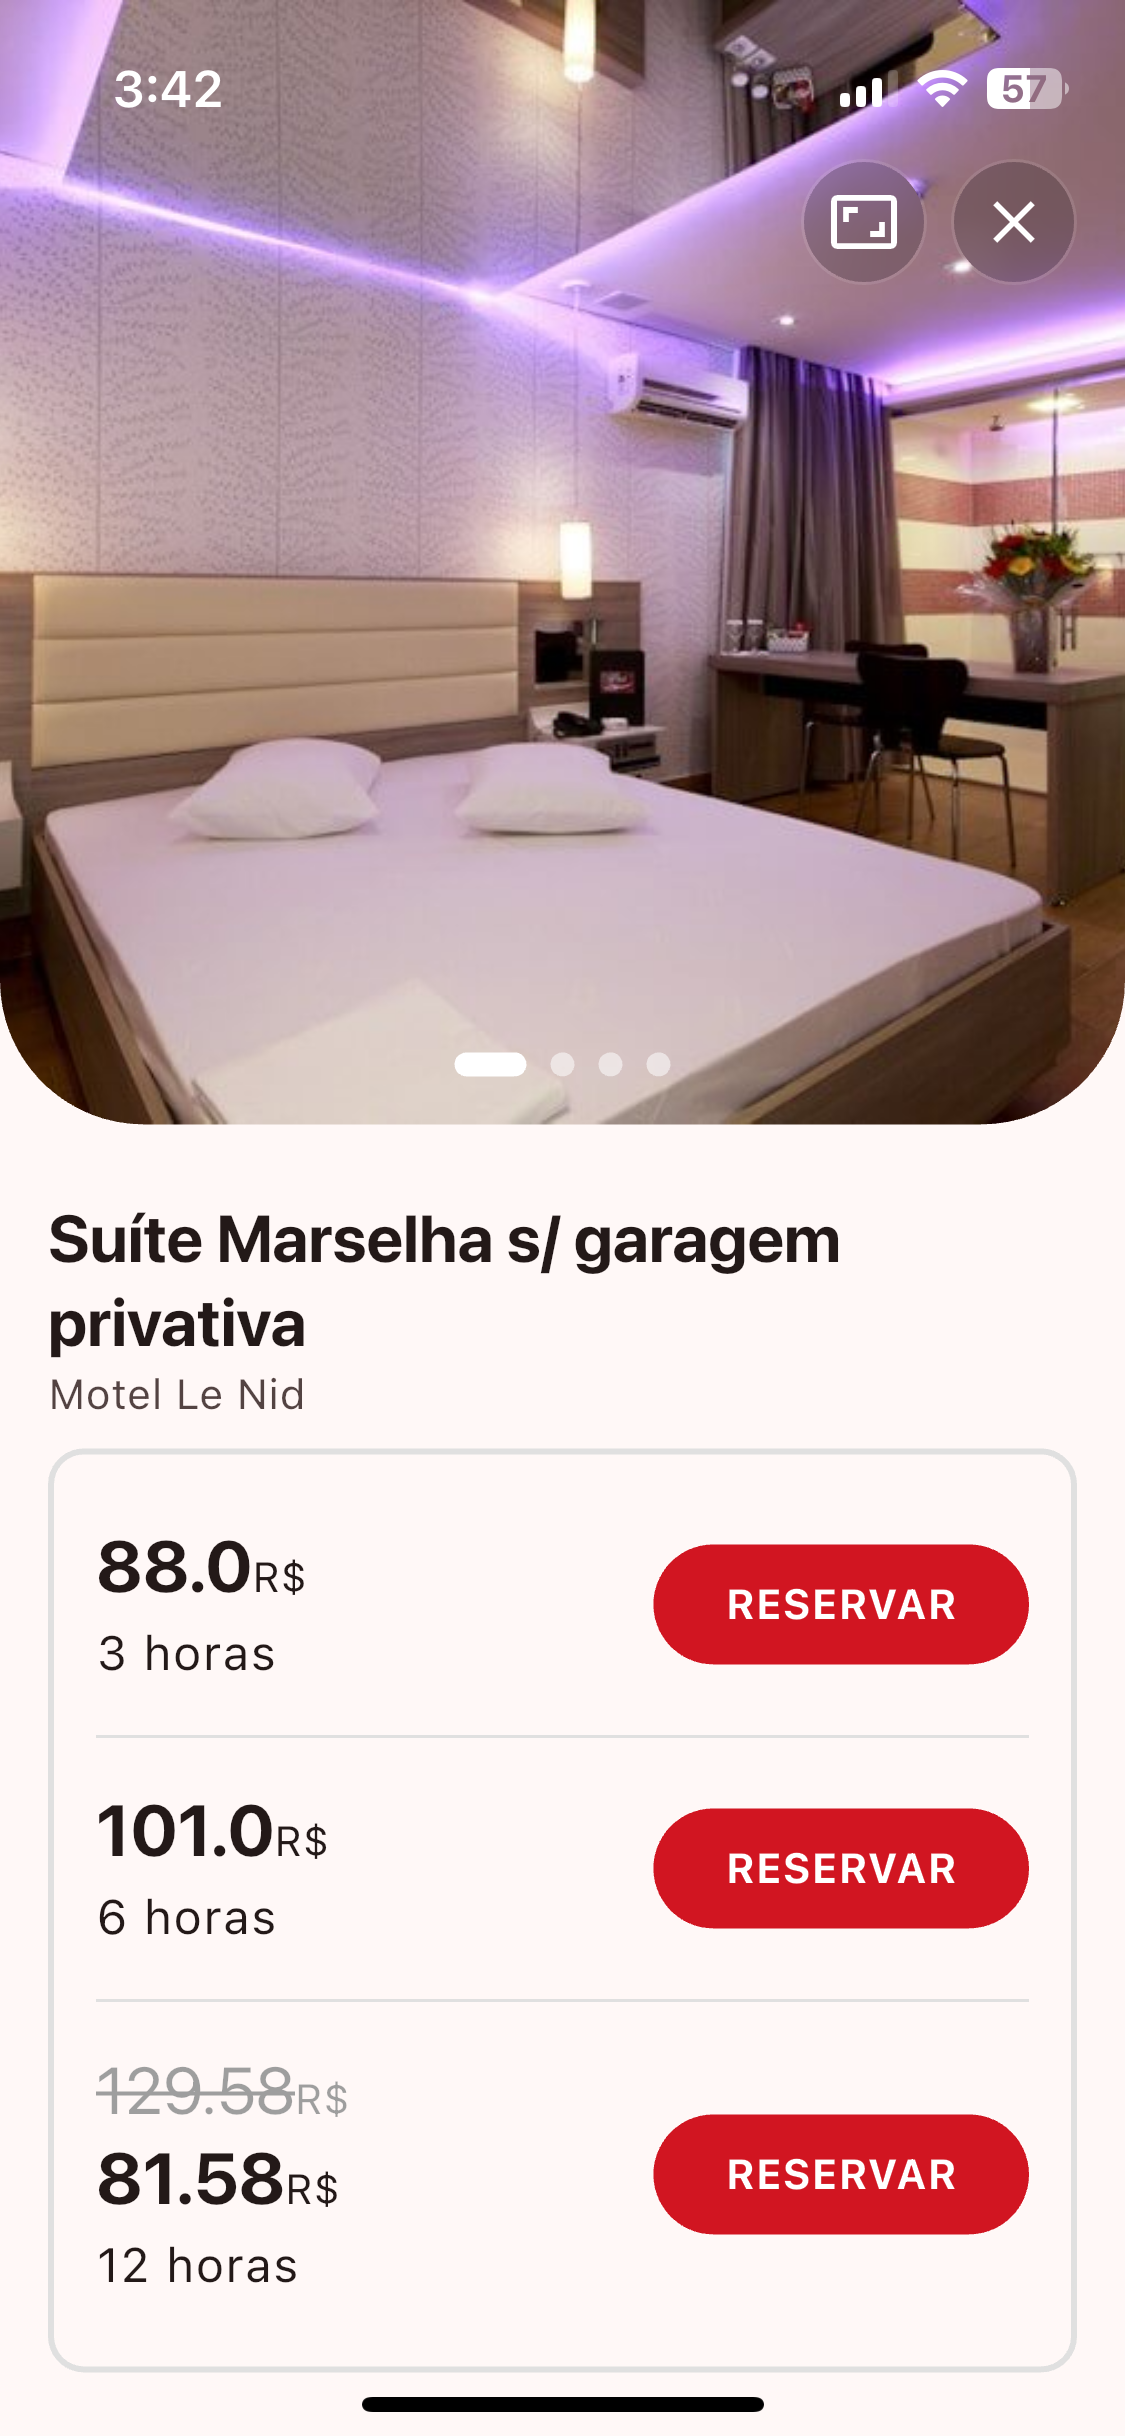 3:42
57
Suíte Marselha s/ garagem
privativa
Motel Le Nid
88.0R$
3 horas
RESERVAR
101.0R$
6 horas
RESERVAR
129.58R$
81.58R$
12 horas
RESERVAR